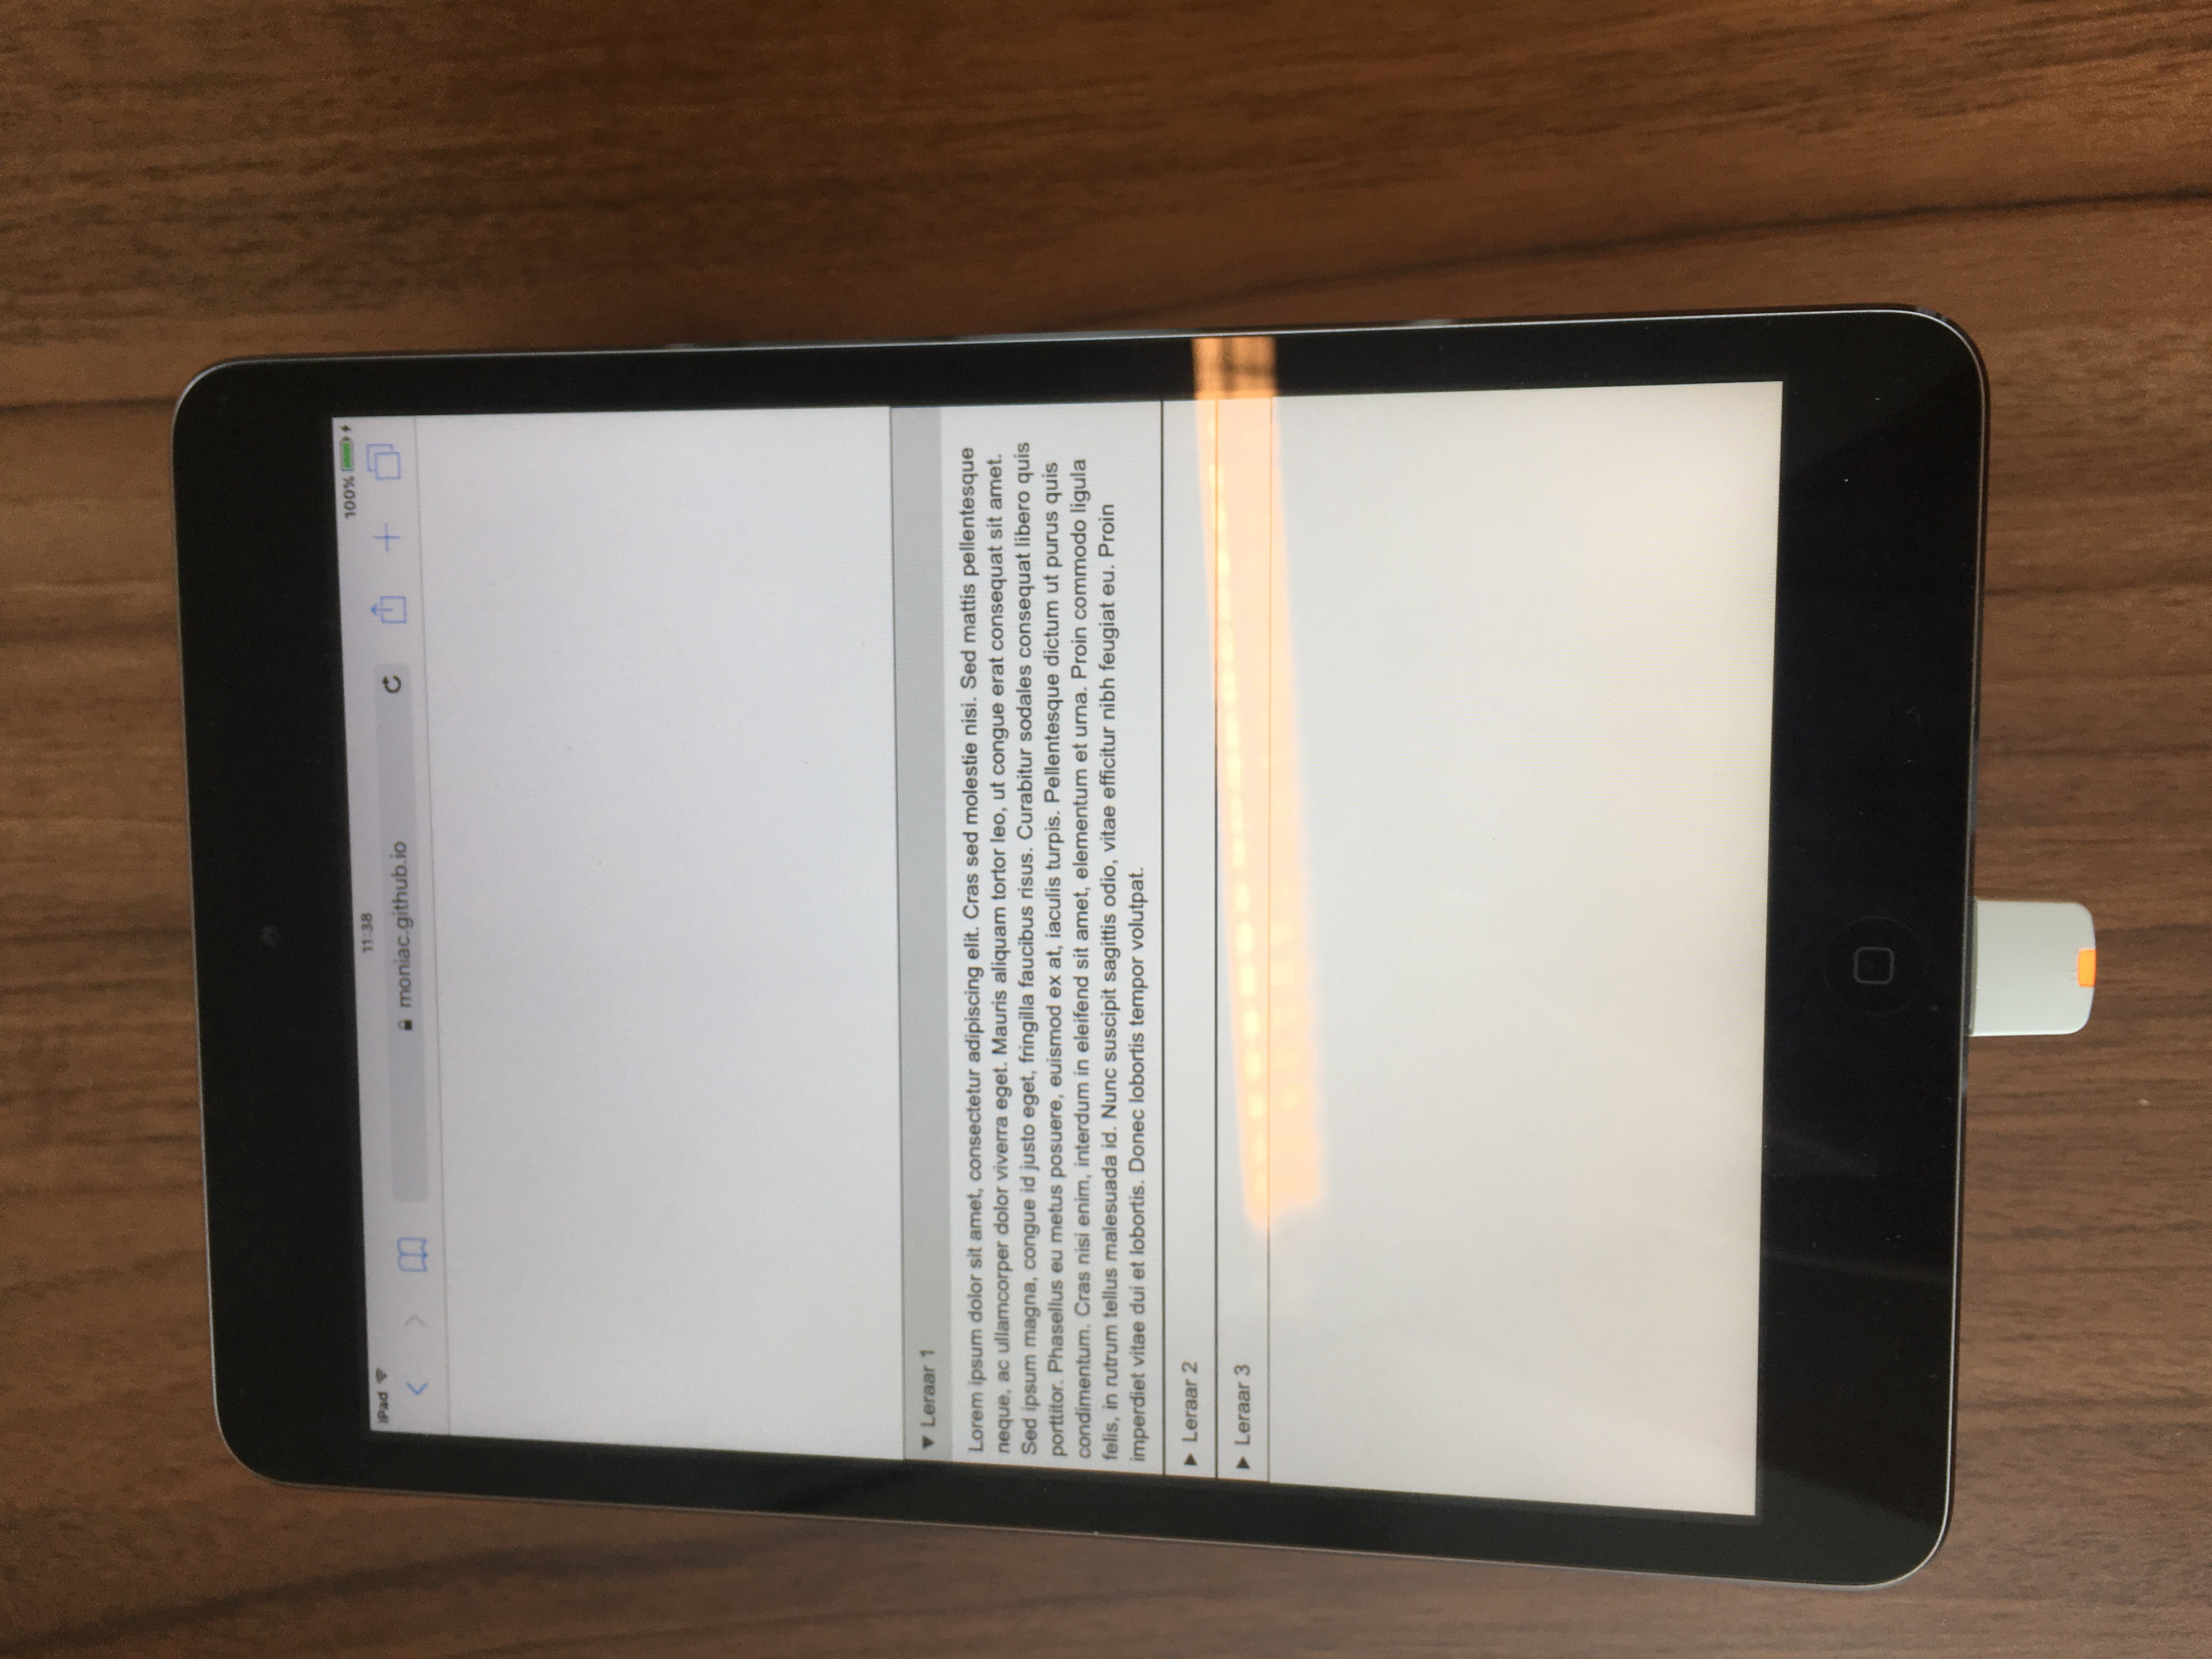 iPad
11:38
100%
moniac.github.io
▼ Leraar 1
Lorem ipsum dolor sit amet, consectetur adipiscing elit. Cras sed molestie nisi. Sed mattis pellentesque
neque, ac ullamcorper dolor viverra eget. Mauris aliquam tortor leo, ut congue erat consequat sit amet.
Sed ipsum magna, congue id justo eget, fringilla faucibus risus. Curabitur sodales consequat libero quis
porttitor. Phasellus eu metus posuere, euismod ex at, iaculis turpis. Pellentesque dictum ut purus quis
condimentum. Cras nisi enim, interdum in eleifend sit amet, elementum et urna. Proin commodo ligula
felis, in rutrum tellus malesuada id. Nunc suscipit sagittis odio, vitae efficitur nibh feugiat eu. Proin
imperdiet vitae dui et lobortis. Donec lobortis tempor volutpat.
▶ Leraar 2
▶ Leraar 3